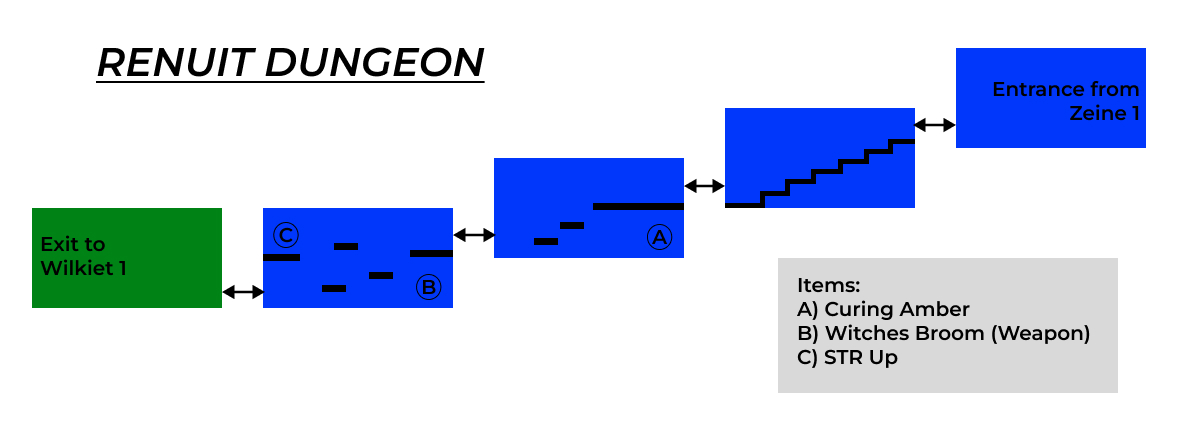 RENUIT DUNGEON
Entrance from
Zeine 1
Exit to
Wilkiet 1
C
B
A
Items:
A) Curing Amber
B) Witches Broom (Weapon)
C) STR Up